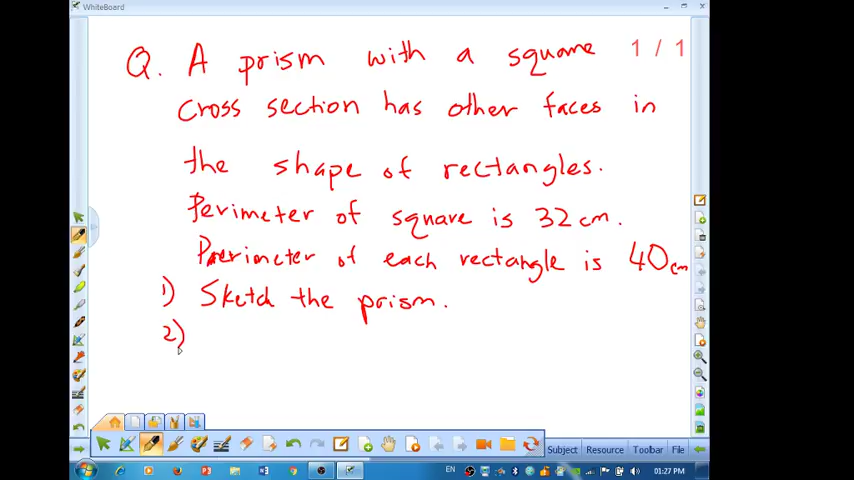 WhiteBoard
Q. A prism with a square 1 / 1
cross section has other faces in
the shape of rectangles.
Perimeter of square is 32 cm.
Perimeter of each rectangle is 40 cm
1) Sketch the prism.
2)
Subject Resource Toolbar File
EN 01:27 PM